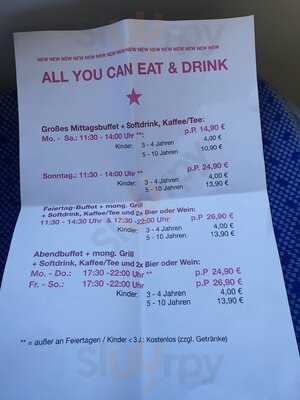 NEW NEW NEW NEW NEW NEW NEW NEW NEW NEW NEW NEW NEW NEW NEW
ALL YOU CAN EAT & DRINK
Großes Mittagsbuffet + Softdrink, Kaffee/Tee:
Mo. - Sa.: 11:30 - 14:00 Uhr **: p.P. 14,90 €
Kinder: 3 - 4 Jahren 4,00 €
5 - 10 Jahren 10,90 €
Sonntag.: 11:30 - 14:00 Uhr p.P. 24,90 €
Kinder: 3 - 4 Jahren 4,00 €
5 - 10 Jahren 13,90 €
Feiertag-Buffet + mong. Grill
+ Softdrink, Kaffee/Tee und 2x Bier oder Wein:
11:30 - 14:30 Uhr & 17:30 -22:00 Uhr p.P 26,90 €
Kinder: 3 - 4 Jahren 4,00 €
5 - 10 Jahren 13,90 €
Abendbuffet + mong. Grill
+ Softdrink, Kaffee/Tee und 2x Bier oder Wein:
Mo. - Do.: 17:30 -22:00 Uhr ** p.P 24,90 €
Fr. - So.: 17:30 -22:00 Uhr p.P 26,90 €
Kinder: 3 - 4 Jahren 4,00 €
5 - 10 Jahren 13,90 €
** = außer an Feiertagen / Kinder < 3J.: Kostenlos (zzgl. Getränke)